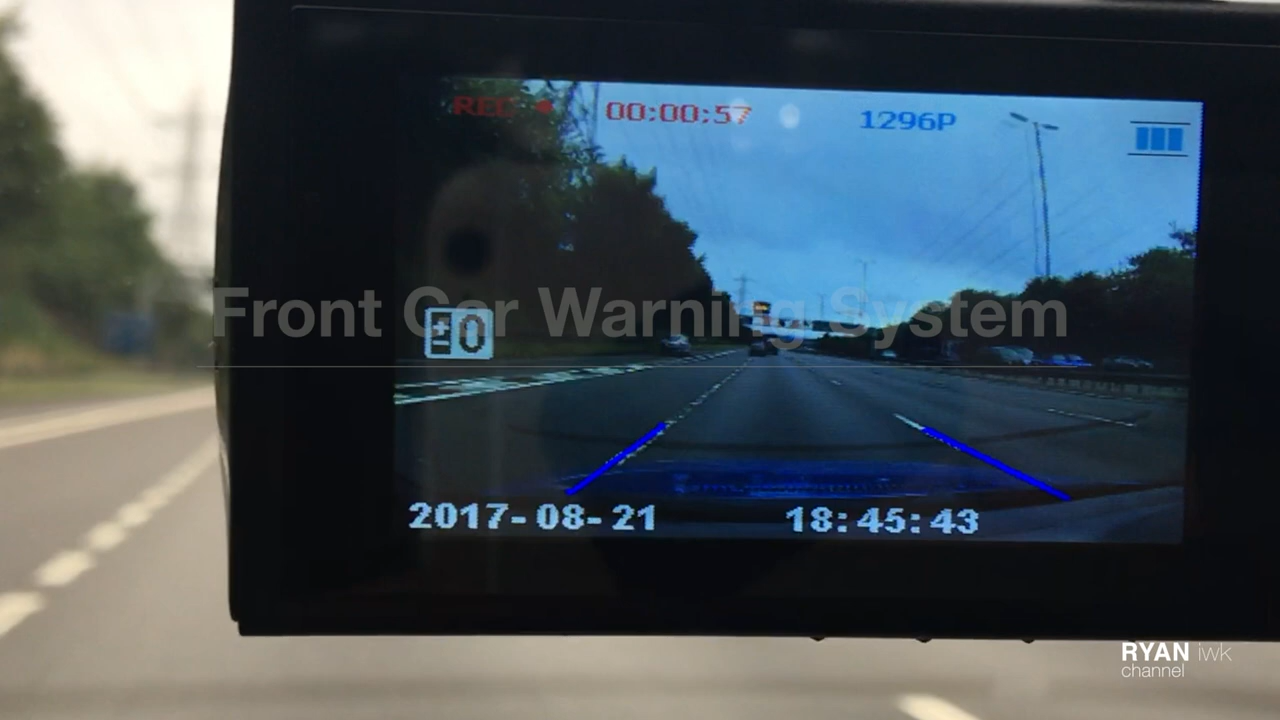 REC 00:00:57 1296P
Front Car Warning System
±0
2017-08-21 18:45:43
RYAN iwk
channel